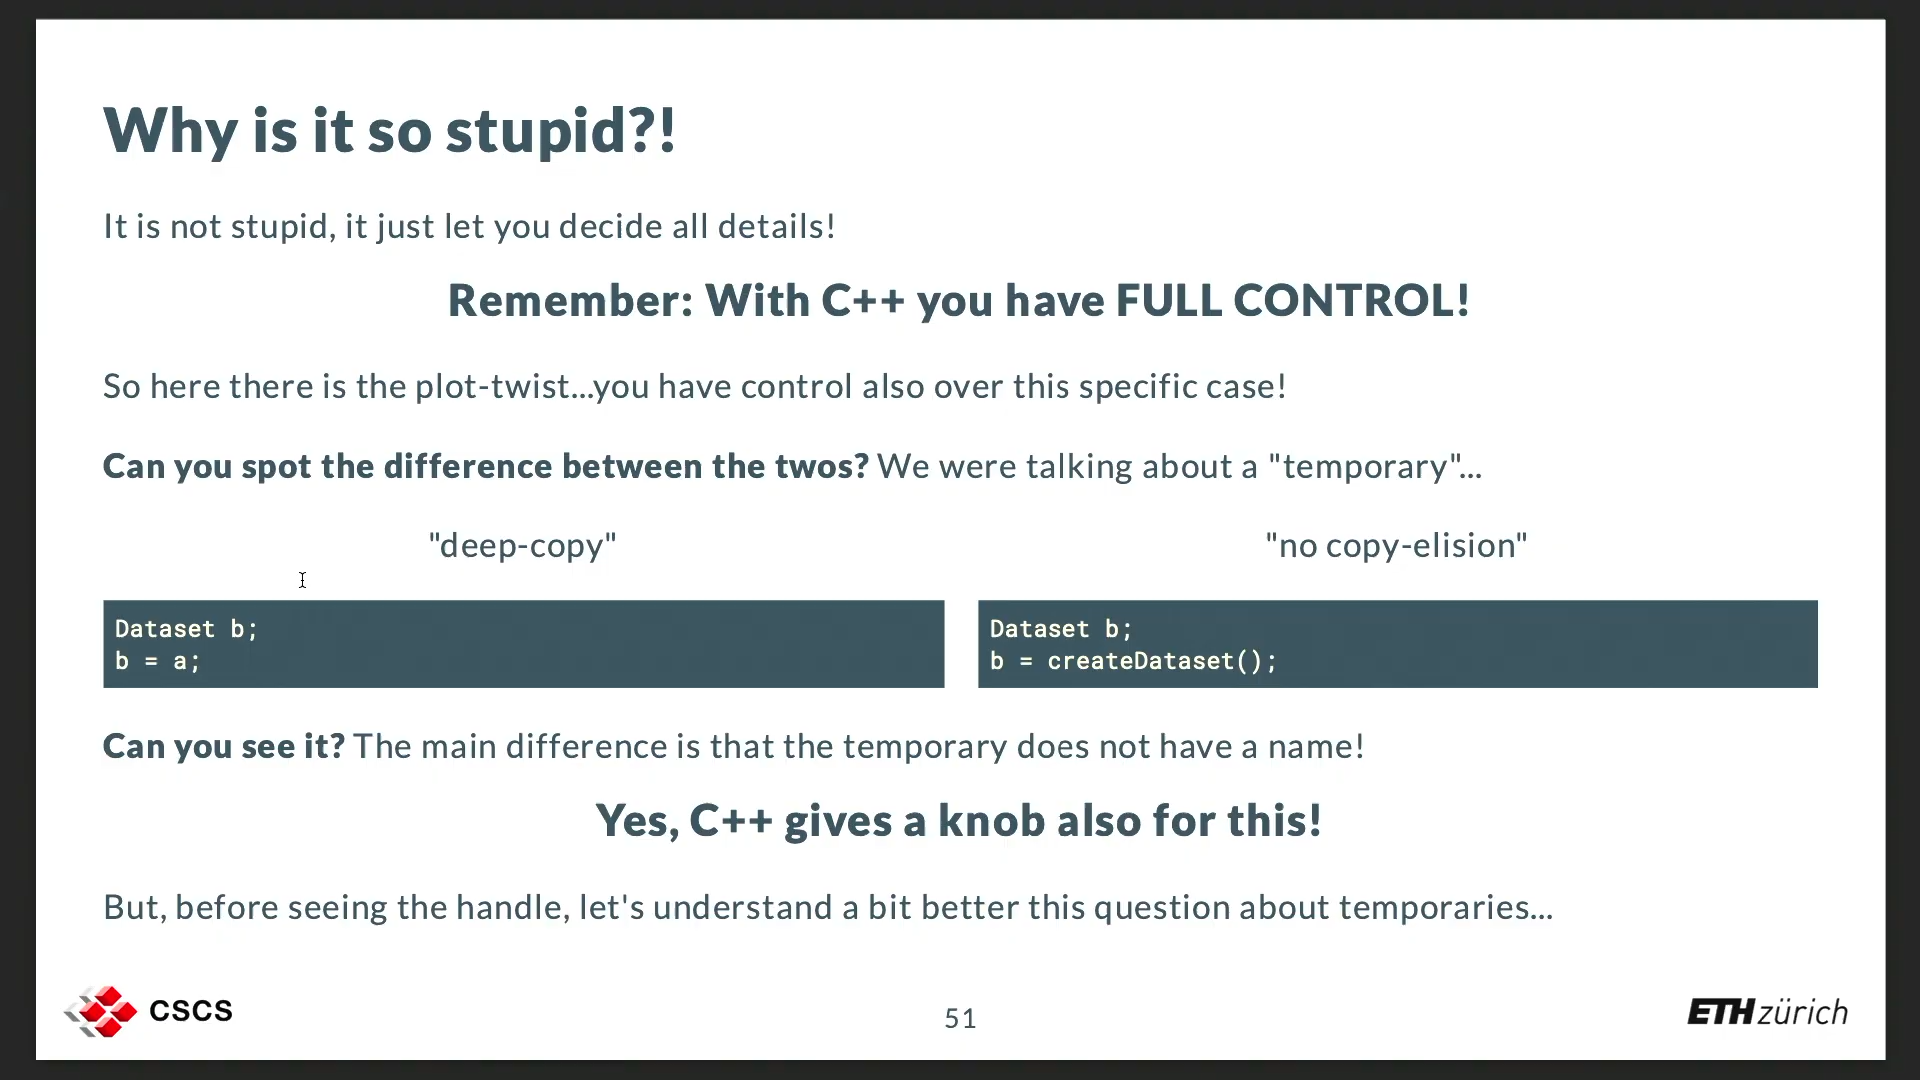 Why is it so stupid?!
It is not stupid, it just let you decide all details!
Remember: With C++ you have FULL CONTROL!
So here there is the plot-twist...you have control also over this specific case!
Can you spot the difference between the twos? We were talking about a "temporary"...
"deep-copy"
Dataset b;
b = a;
"no copy-elision"
Dataset b;
b = createDataset();
Can you see it? The main difference is that the temporary does not have a name!
Yes, C++ gives a knob also for this!
But, before seeing the handle, let's understand a bit better this question about temporaries...
CSCS
51
ETH zürich